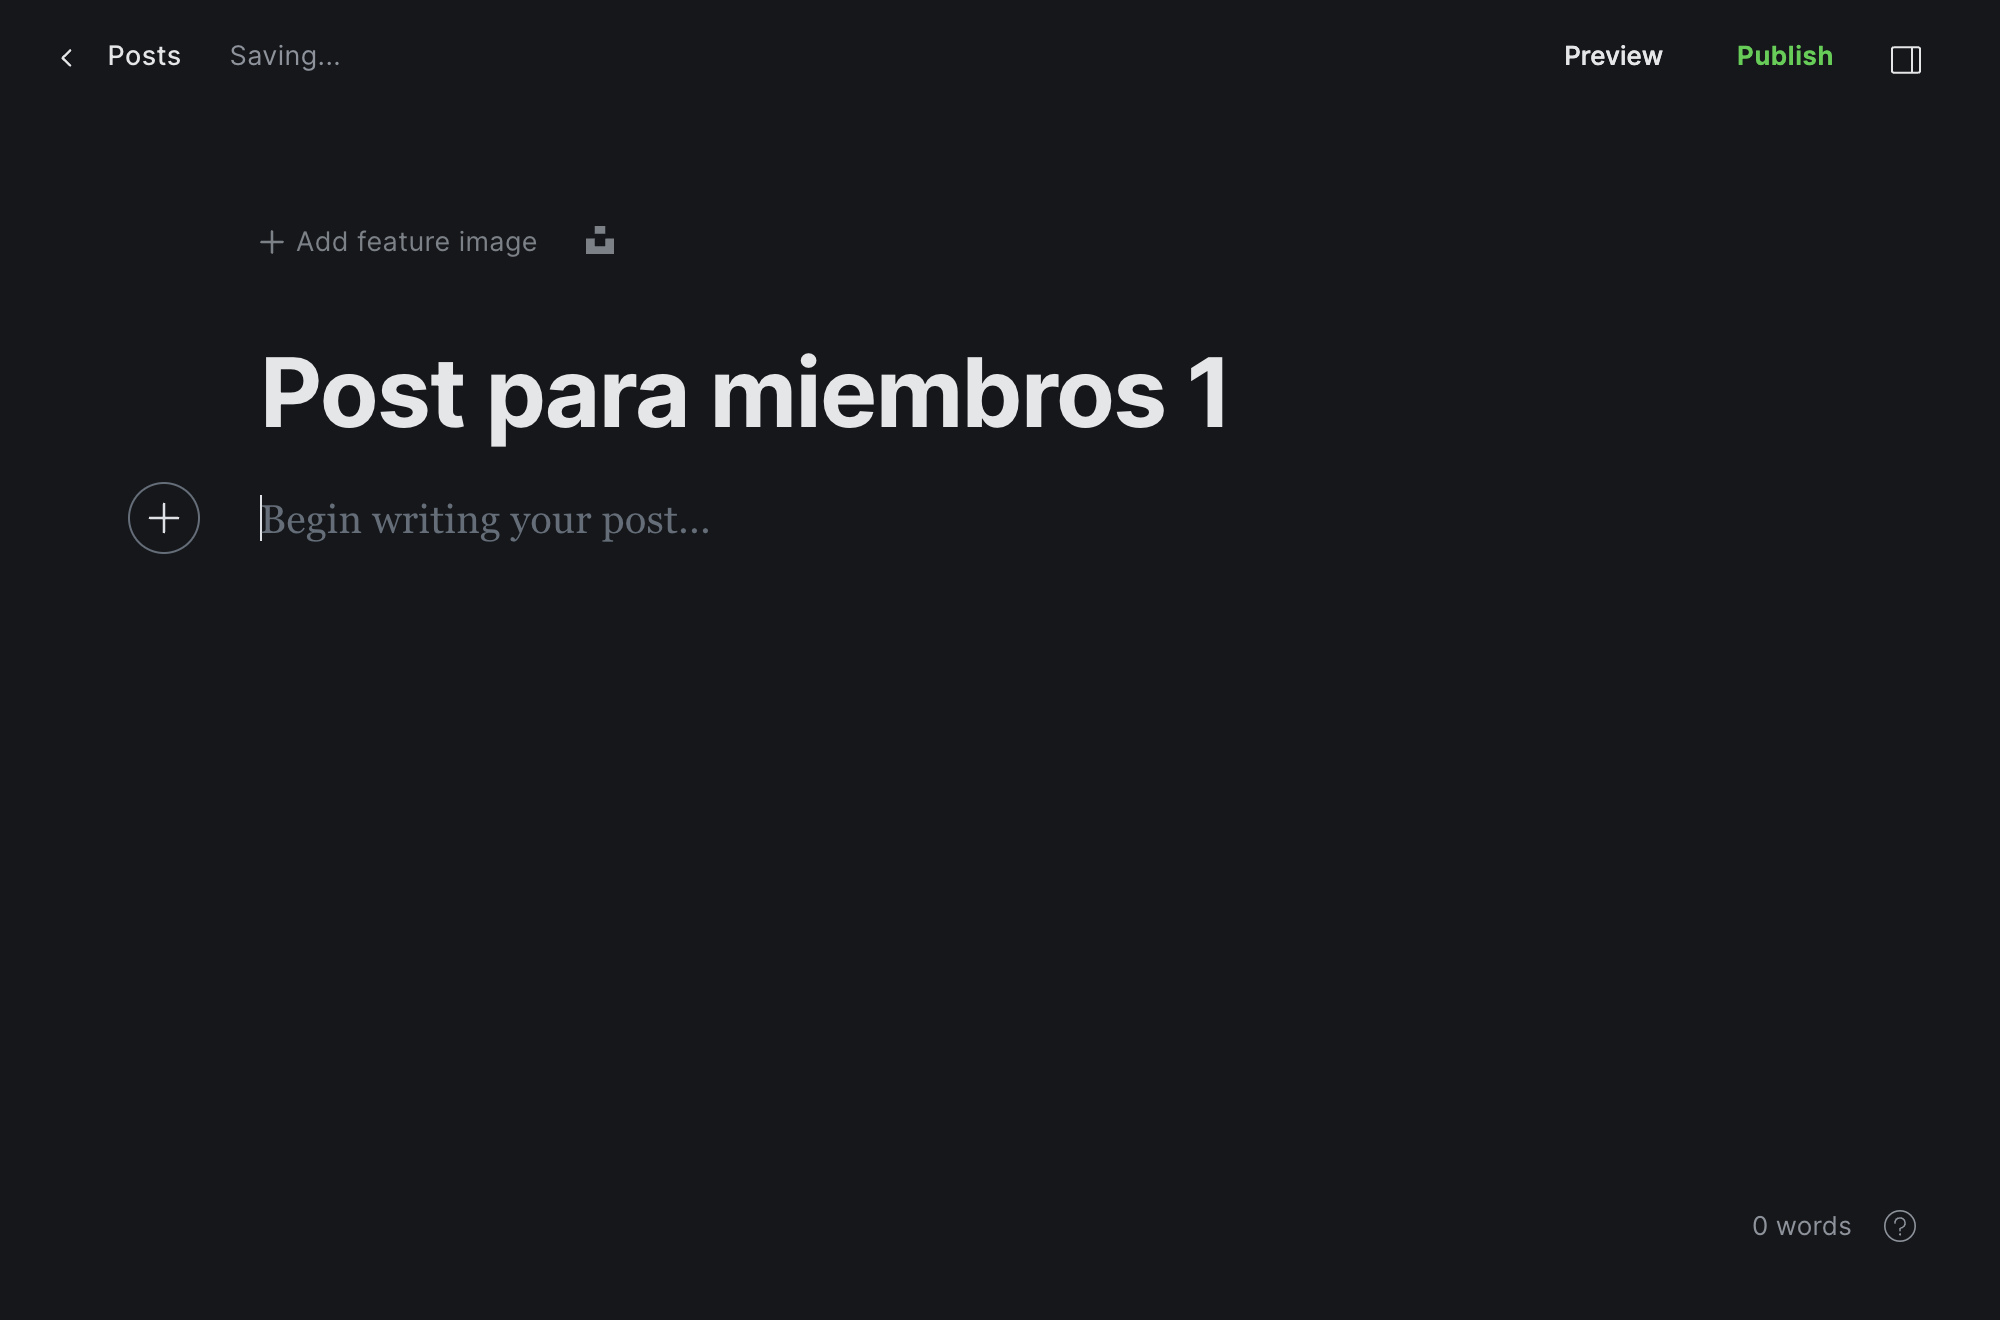 Posts
Saving...
Preview
Publish
Add feature image
Post para miembros 1
Begin writing your post...
0 words
?